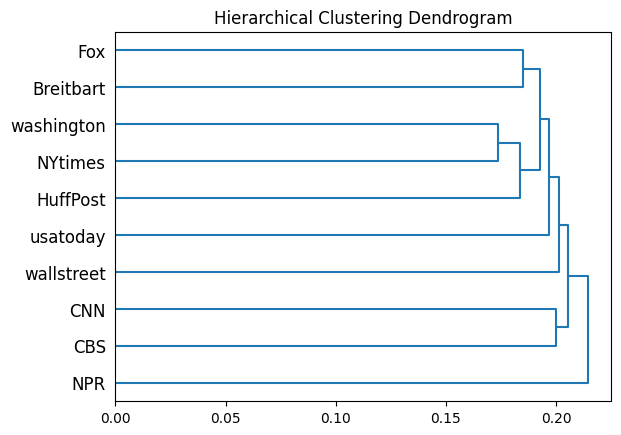 Hierarchical Clustering Dendrogram
Fox
Breitbart
washington
NYtimes
HuffPost
usatoday
wallstreet
CNN
CBS
NPR
0.00 0.05 0.10 0.15 0.20